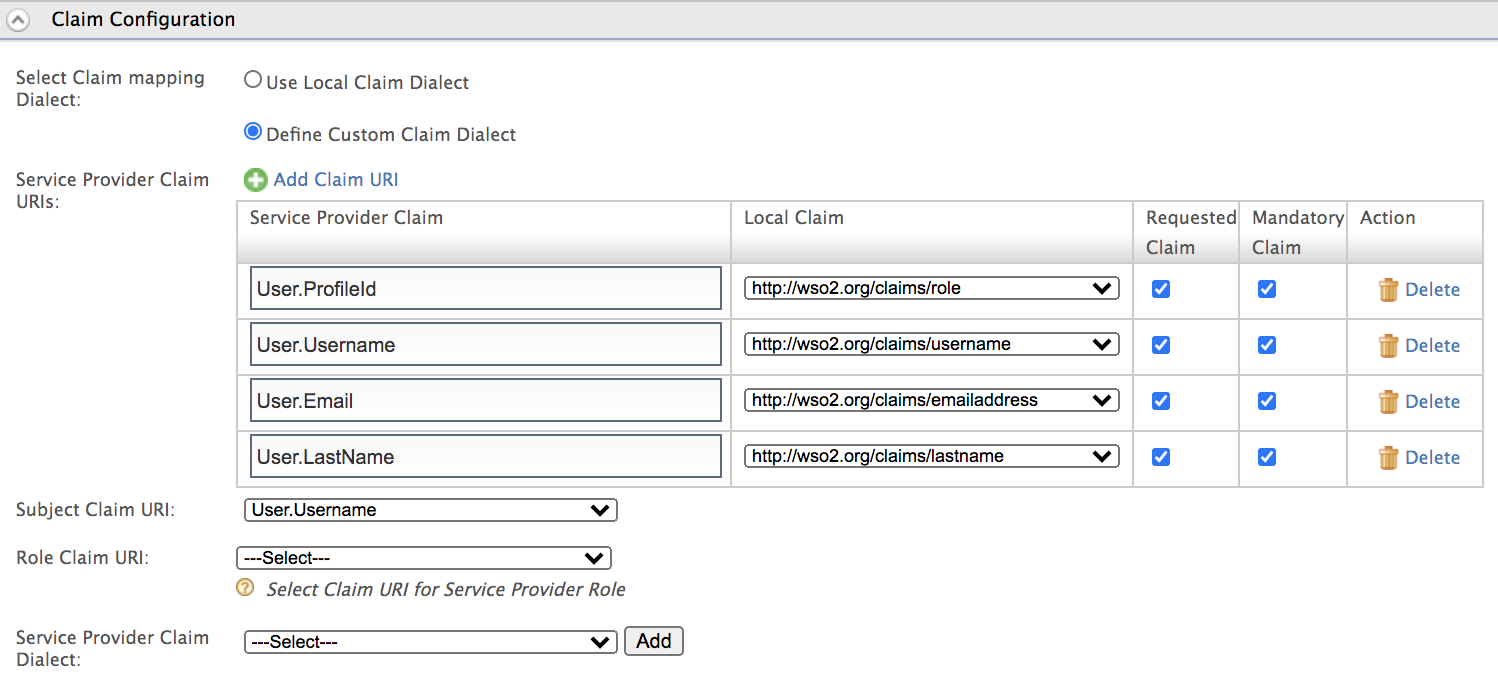 Claim Configuration
Select Claim mapping
Dialect:
Use Local Claim Dialect
Define Custom Claim Dialect
Service Provider Claim
URIs:
Add Claim URI
Service Provider Claim
Local Claim
Requested
Claim
Mandatory
Claim
Action
User.ProfileId
http://wso2.org/claims/role
Delete
User.Username
http://wso2.org/claims/username
Delete
User.Email
http://wso2.org/claims/emailaddress
Delete
User.LastName
http://wso2.org/claims/lastname
Delete
Subject Claim URI:
User.Username
Role Claim URI:
---Select---
? Select Claim URI for Service Provider Role
Service Provider Claim
Dialect:
---Select---
Add